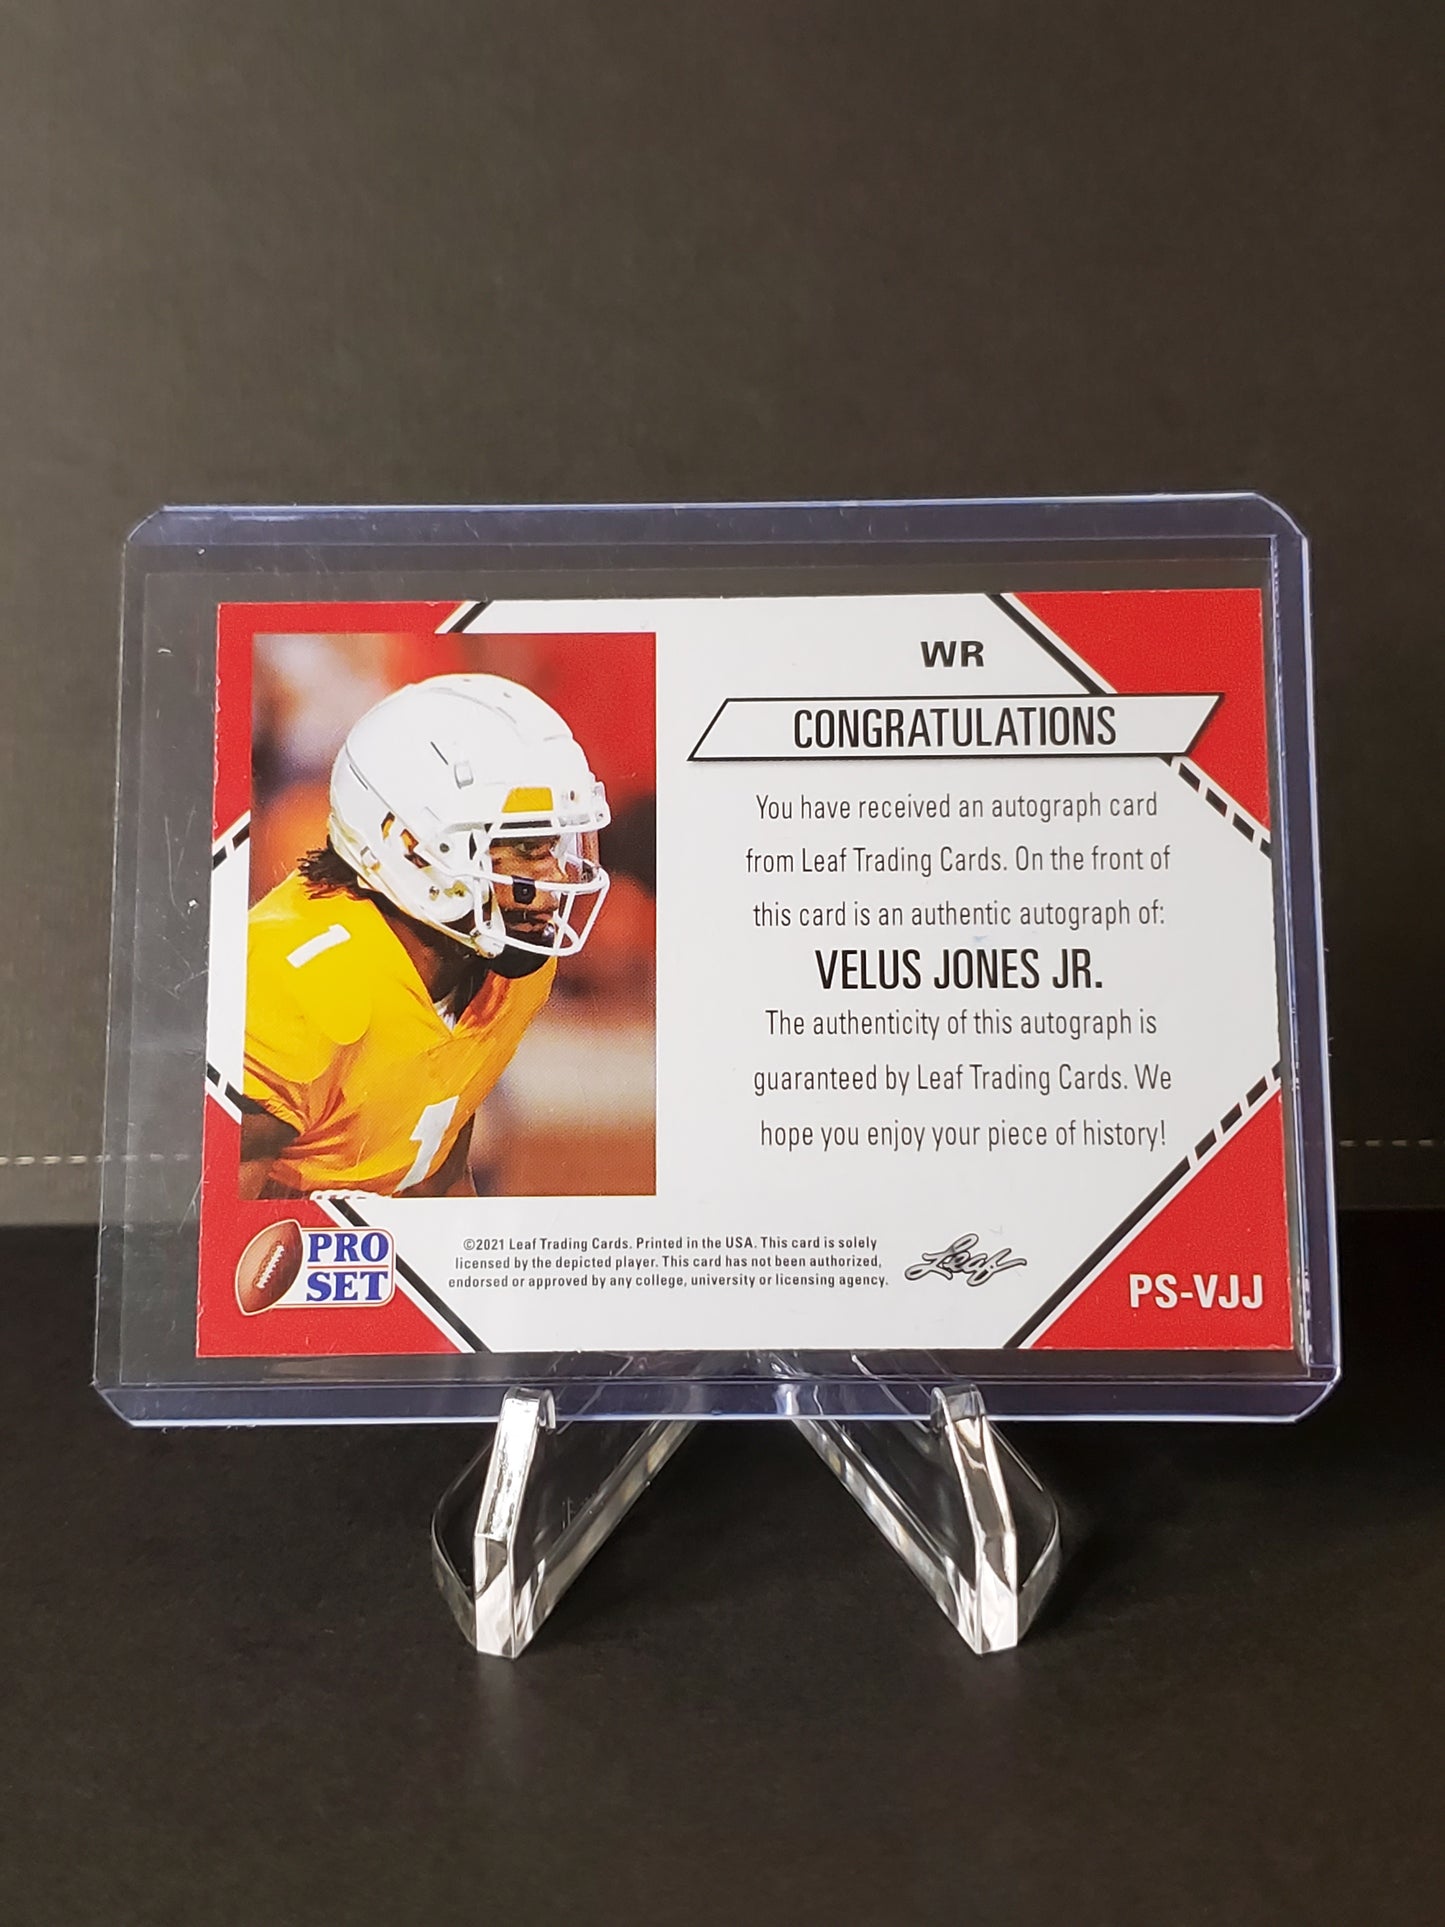 WR
CONGRATULATIONS
You have received an autograph card
from Leaf Trading Cards. On the front of
this card is an authentic autograph of:
VELUS JONES JR.
The authenticity of this autograph is
guaranteed by Leaf Trading Cards. We
hope you enjoy your piece of history!
1
1
PRO
SET
©2021 Leaf Trading Cards. Printed in the USA. This card is solely
licensed by the depicted player. This card has not been authorized,
endorsed or approved by any college, university or licensing agency.
Leaf
PS-VJJ